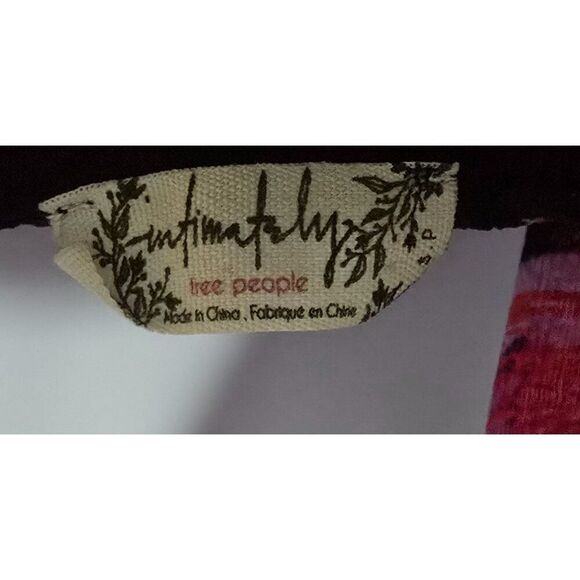 intimately
free people
Made in China . Fabriqué en Chine
S.P